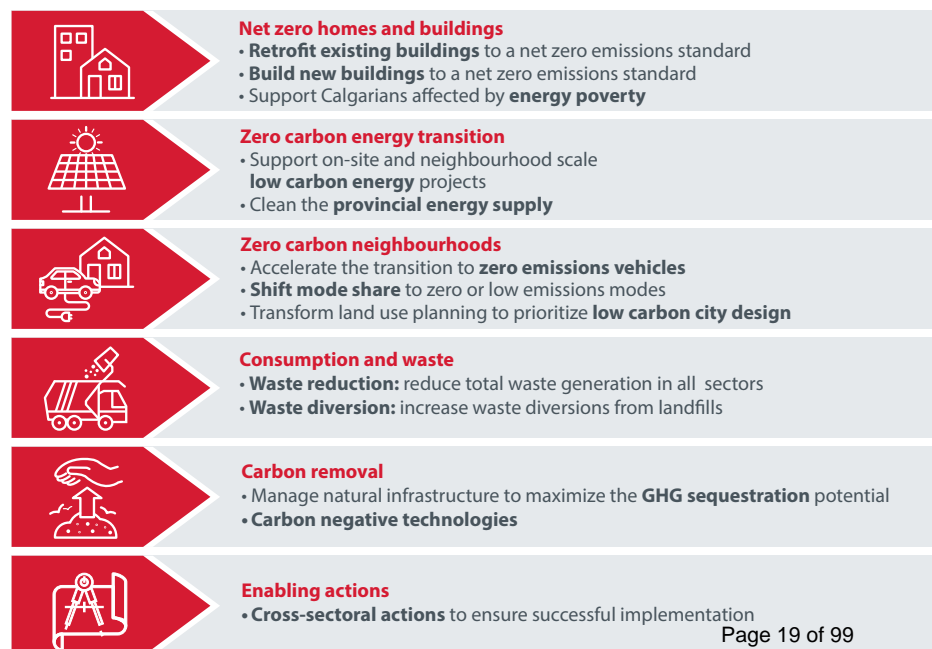 Net zero homes and buildings
• Retrofit existing buildings to a net zero emissions standard
• Build new buildings to a net zero emissions standard
• Support Calgarians affected by energy poverty
Zero carbon energy transition
• Support on-site and neighbourhood scale
low carbon energy projects
• Clean the provincial energy supply
Zero carbon neighbourhoods
• Accelerate the transition to zero emissions vehicles
• Shift mode share to zero or low emissions modes
• Transform land use planning to prioritize low carbon city design
Consumption and waste
• Waste reduction: reduce total waste generation in all sectors
• Waste diversion: increase waste diversions from landfills
Carbon removal
• Manage natural infrastructure to maximize the GHG sequestration potential
• Carbon negative technologies
Enabling actions
• Cross-sectoral actions to ensure successful implementation
Page 19 of 99